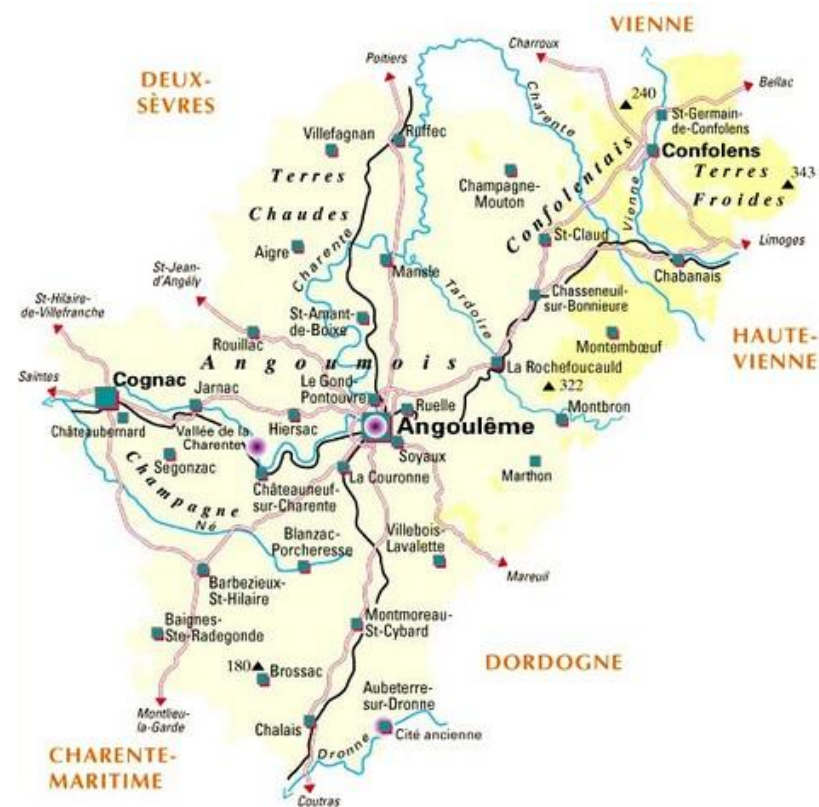 VIENNE
Charroux
Poitiers
DEUX-
SÈVRES
Bellac
240
St-Germain-
de-Confolens
Charente
Ruffec
Villefagnan
Confolens
Confolentais
Terres
Froides
343
Terres
Chaudes
Champagne-
Mouton
Vienne
St-Claud
Limoges
Aigre
Charente
Mansle
Chabanais
St-Jean-
d'Angély
Tardoire
Chasseneuil-
sur-Bonnieure
St-Hilaire-
de-Villefranche
St-Amant-
de-Boixe
Rouillac
Montembœuf
HAUTE-
VIENNE
Angoumois
La Rochefoucauld
Saintes
Cognac
Jarnac
Le Gond-
Pontouvre
322
Ruelle
Montbron
Châteaubernard
Vallée de la
Charente
Hiersac
Angoulême
Soyaux
Segonzac
Marthon
Champagne
Châteauneuf-
sur-Charente
La Couronne
Né
Blanzac-
Porcheresse
Villebois-
Lavalette
Mareuil
Barbezieux-
St-Hilaire
Baignes-
Ste-Radegonde
Montmoreau-
St-Cybard
DORDOGNE
180
Brossac
Aubeterre-
sur-Dronne
Montlieu-
la-Garde
Chalais
Cité ancienne
Dronne
CHARENTE-
MARITIME
Coutras